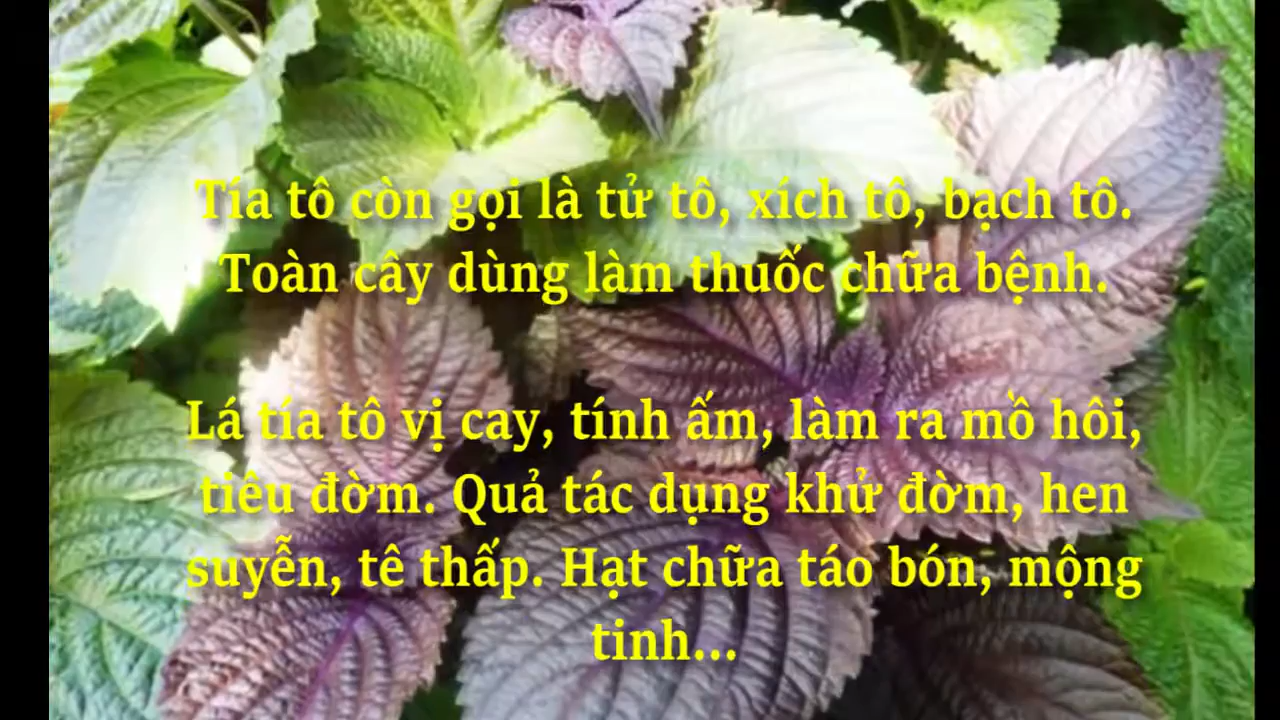 Tía tô còn gọi là tử tô, xích tô, bạch tô.
Toàn cây dùng làm thuốc chữa bệnh.
Lá tía tô vị cay, tính ấm, làm ra mồ hôi,
tiêu đờm. Quả tác dụng khử đờm, hen
suyễn, tê thấp. Hạt chữa táo bón, mộng
tinh...